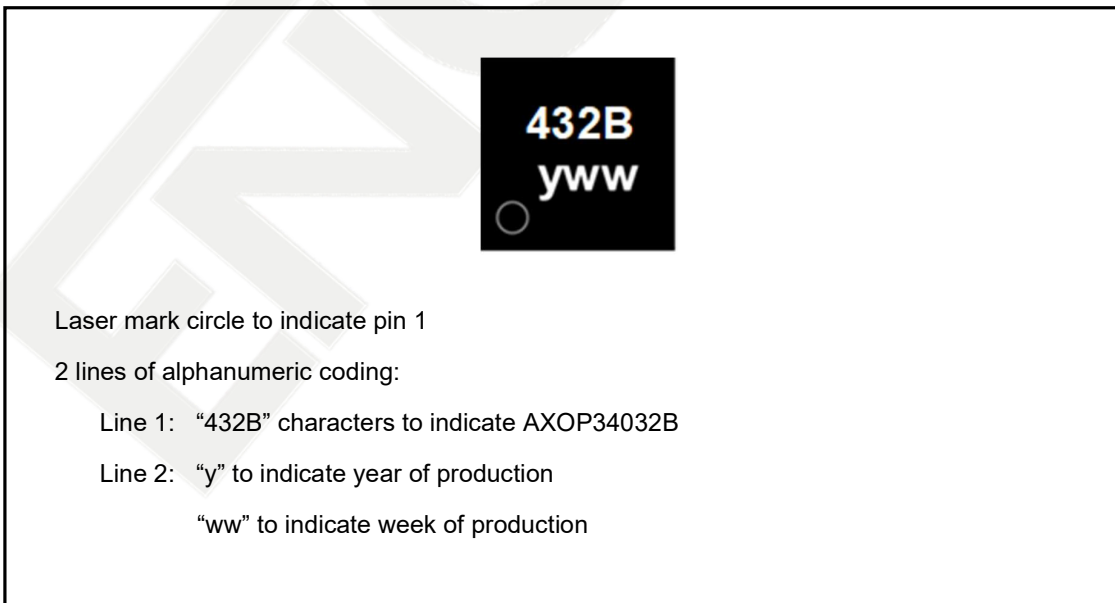 432B
yww
Laser mark circle to indicate pin 1
2 lines of alphanumeric coding:
Line 1: “432B” characters to indicate AXOP34032B
Line 2: “y” to indicate year of production
“ww” to indicate week of production